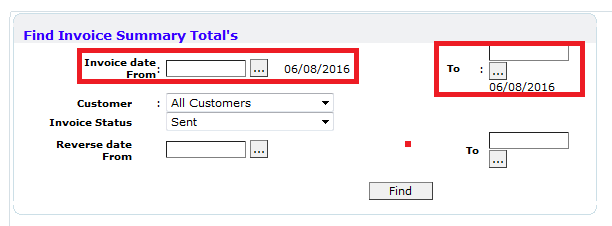 Find Invoice Summary Total's
Invoice date From : ... 06/08/2016 To : ... 06/08/2016
Customer : All Customers
Invoice Status Sent
Reverse date From ... To ...
Find